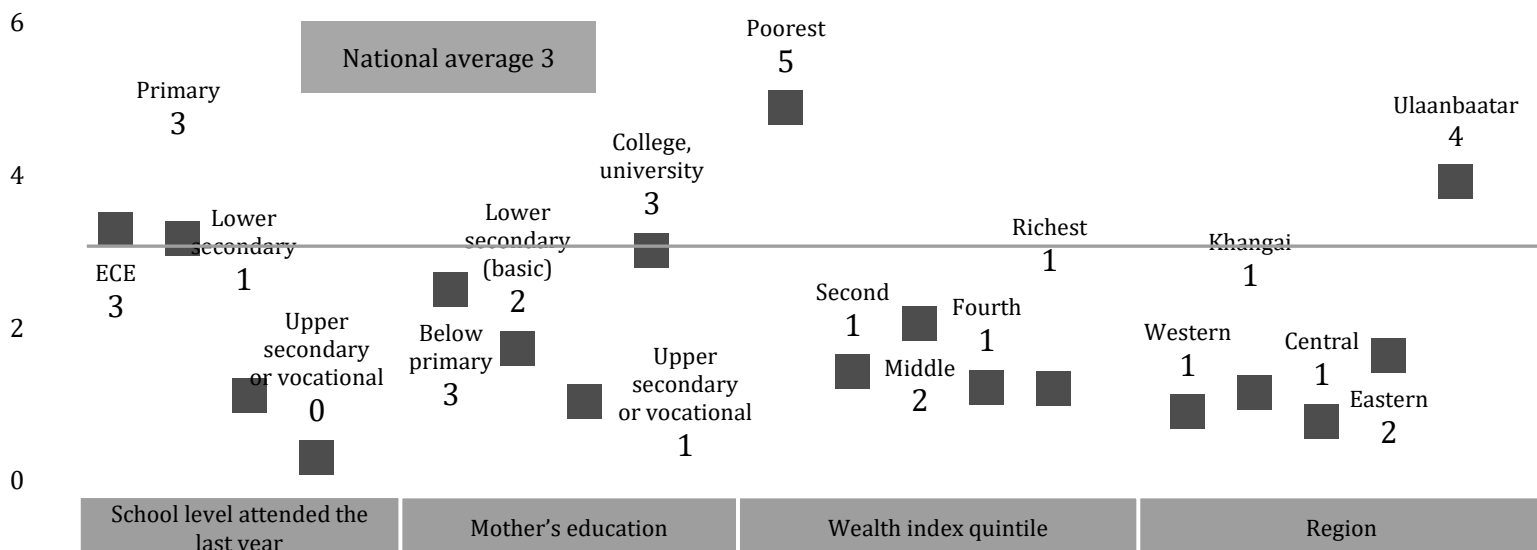 6
4
2
0
National average 3
ECE
3
Primary
3
Lower
secondary
1
Upper
secondary
or vocational
0
Below
primary
3
Lower
secondary
(basic)
2
Upper
secondary
or vocational
1
College,
university
3
Poorest
5
Second
1
Middle
2
Fourth
1
Richest
1
Western
1
Khangai
1
Central
1
Eastern
2
Ulaanbaatar
4
School level attended the
last year
Mother’s education
Wealth index quintile
Region